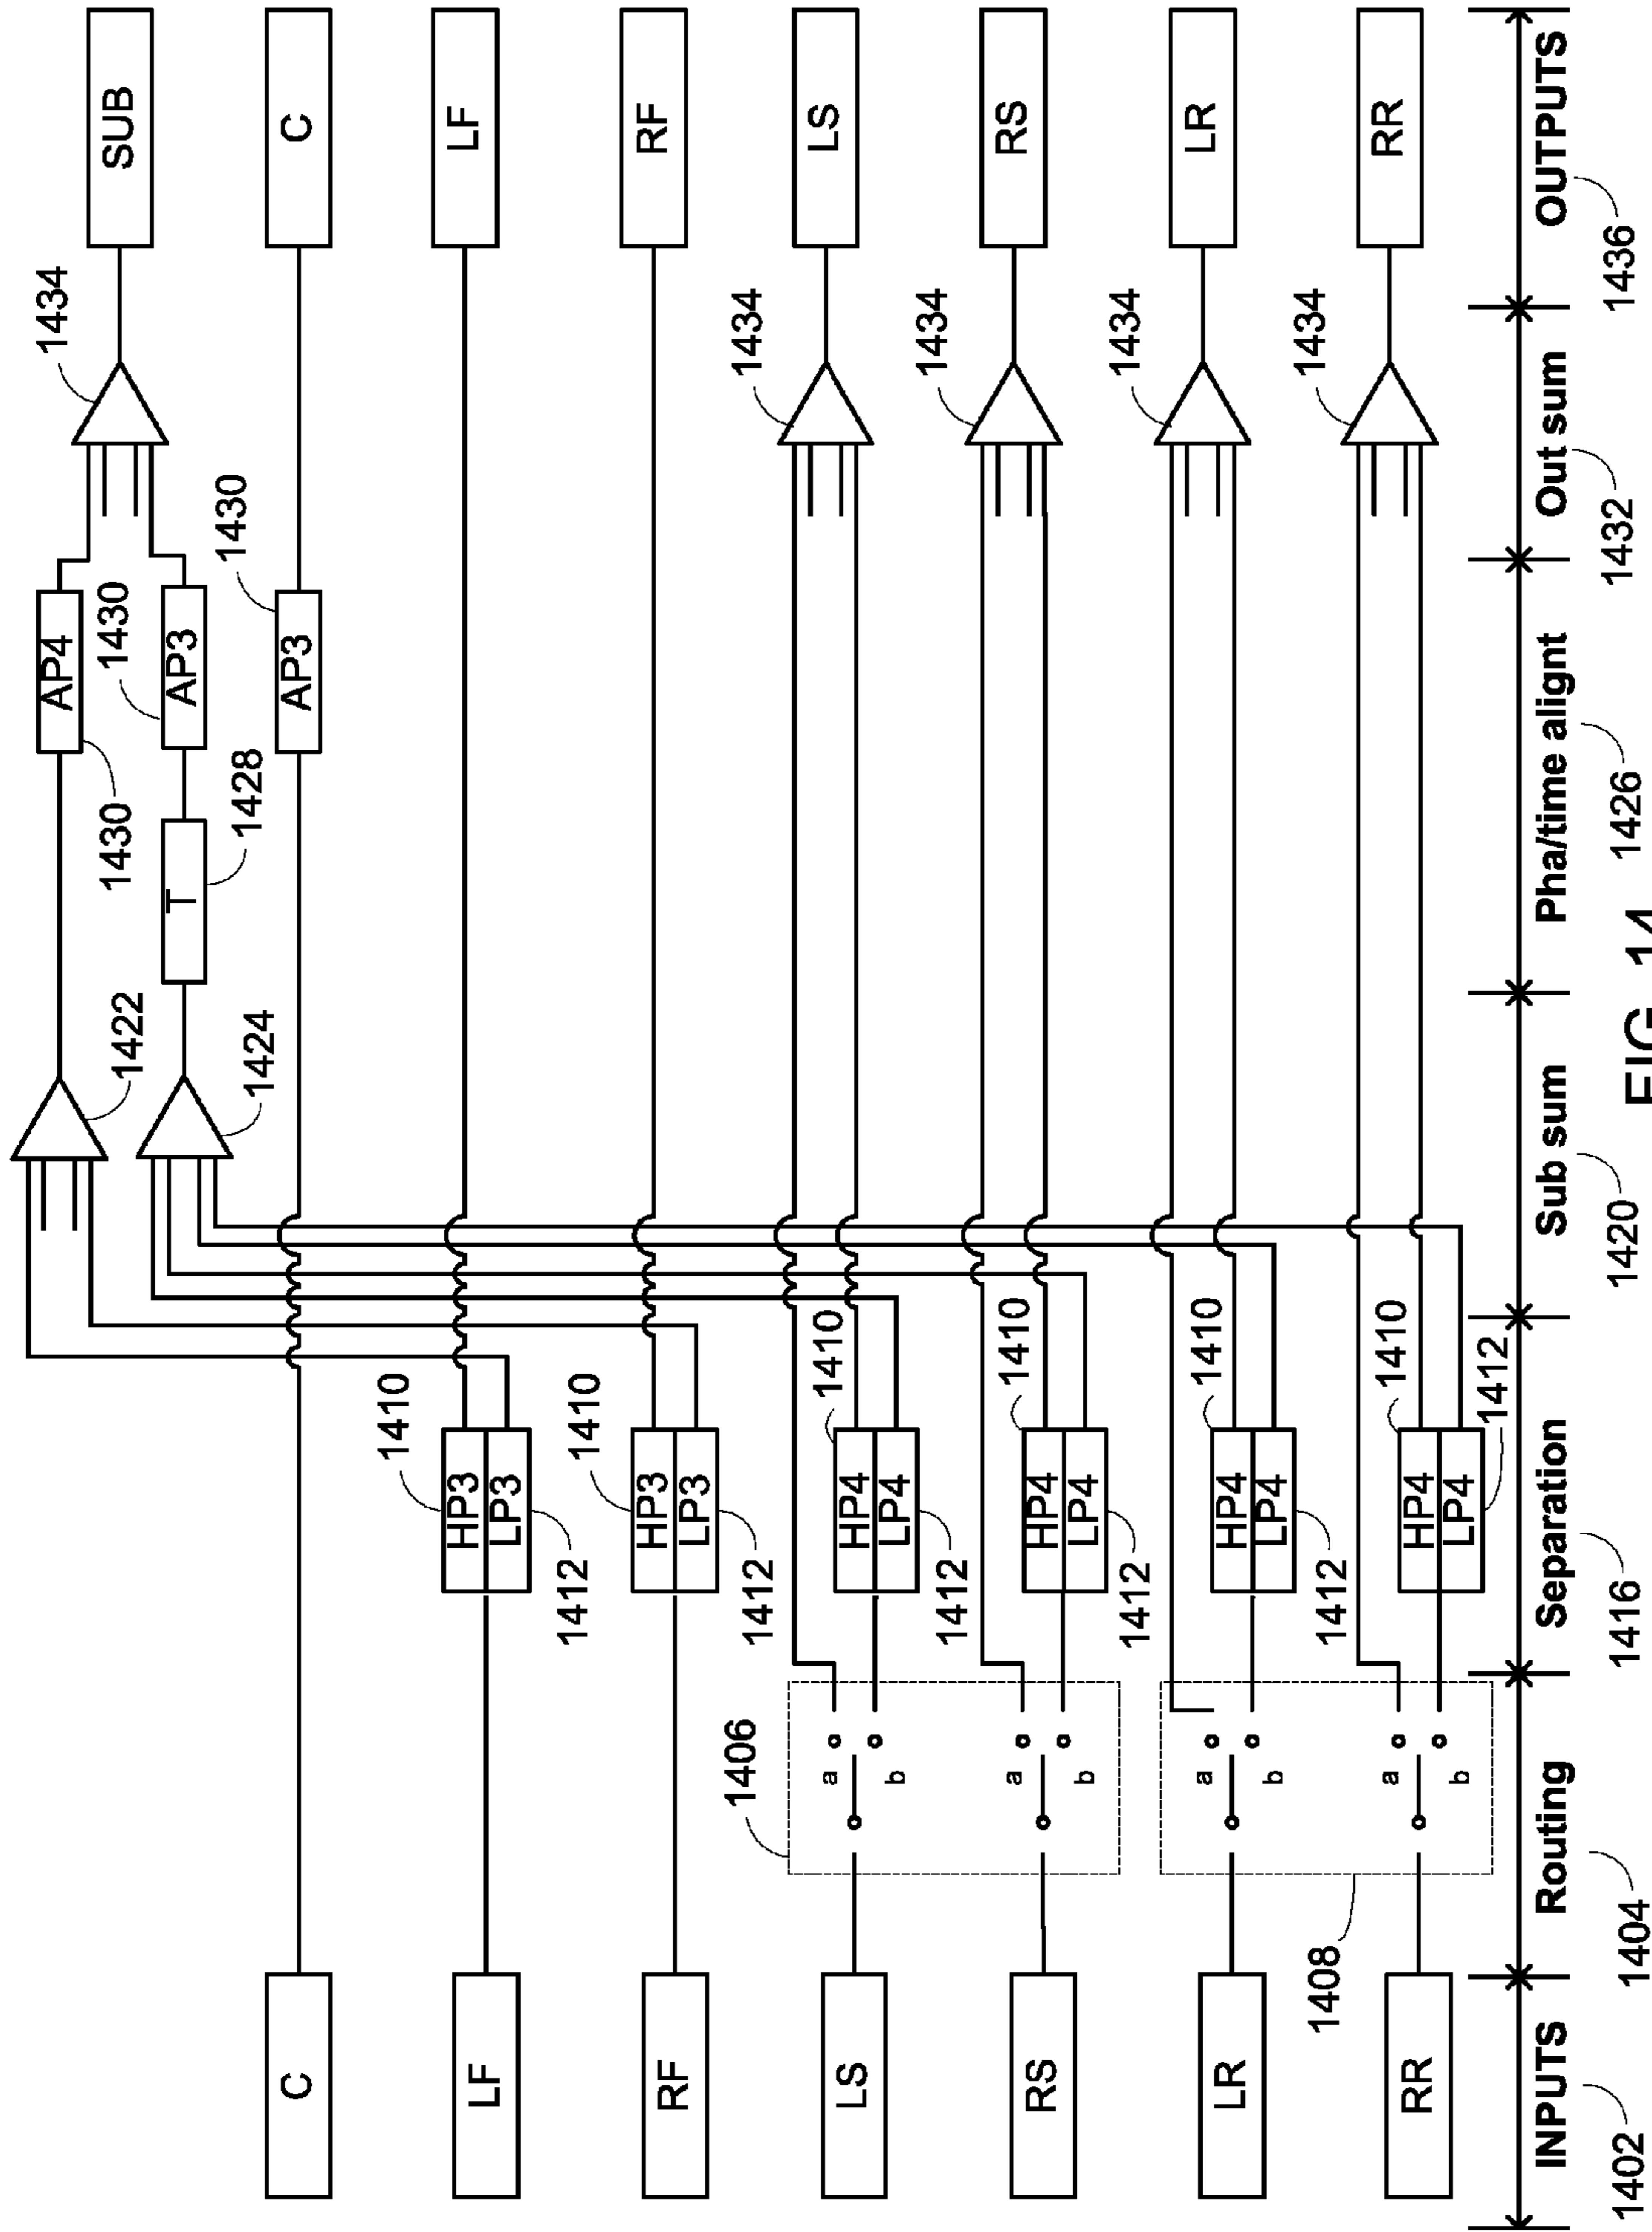 SUB
1434
AP4
1430
1422
1430
AP3
1428
T
1424
C
AP3
1430
C
LF
HP3
LP3
1410
1412
LF
RF
HP3
LP3
1410
1412
RF
LS
1406
a
b
HP4
LP4
1410
1412
1434
LS
RS
a
b
HP4
LP4
1410
1412
1434
RS
LR
1408
a
b
HP4
LP4
1410
1412
1434
LR
RR
a
b
HP4
LP4
1410
1412
1434
RR
INPUTS
Routing
Separation
Sub sum
Pha/time alignt
Out sum
OUTPUTS
1402
1404
1416
1420
1426
1432
1436
FIG. 14